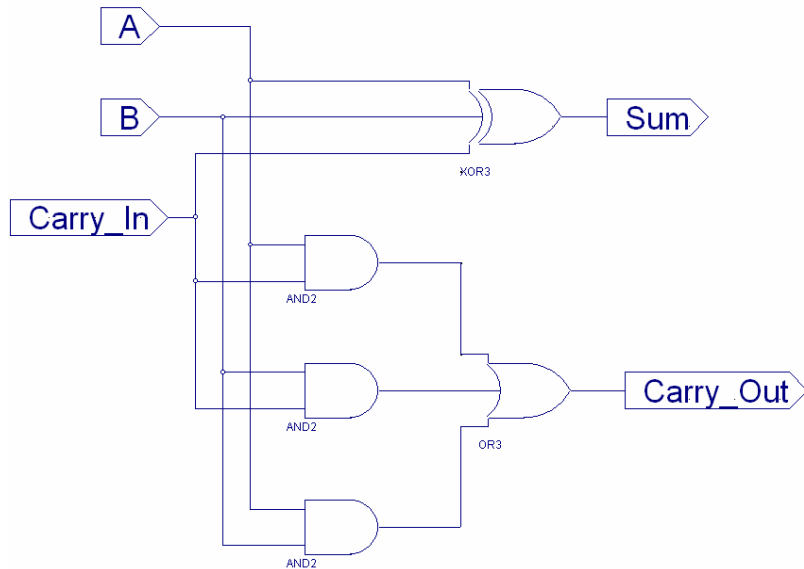 A
B
Sum
XOR3
Carry_In
AND2
AND2
Carry_Out
OR3
AND2